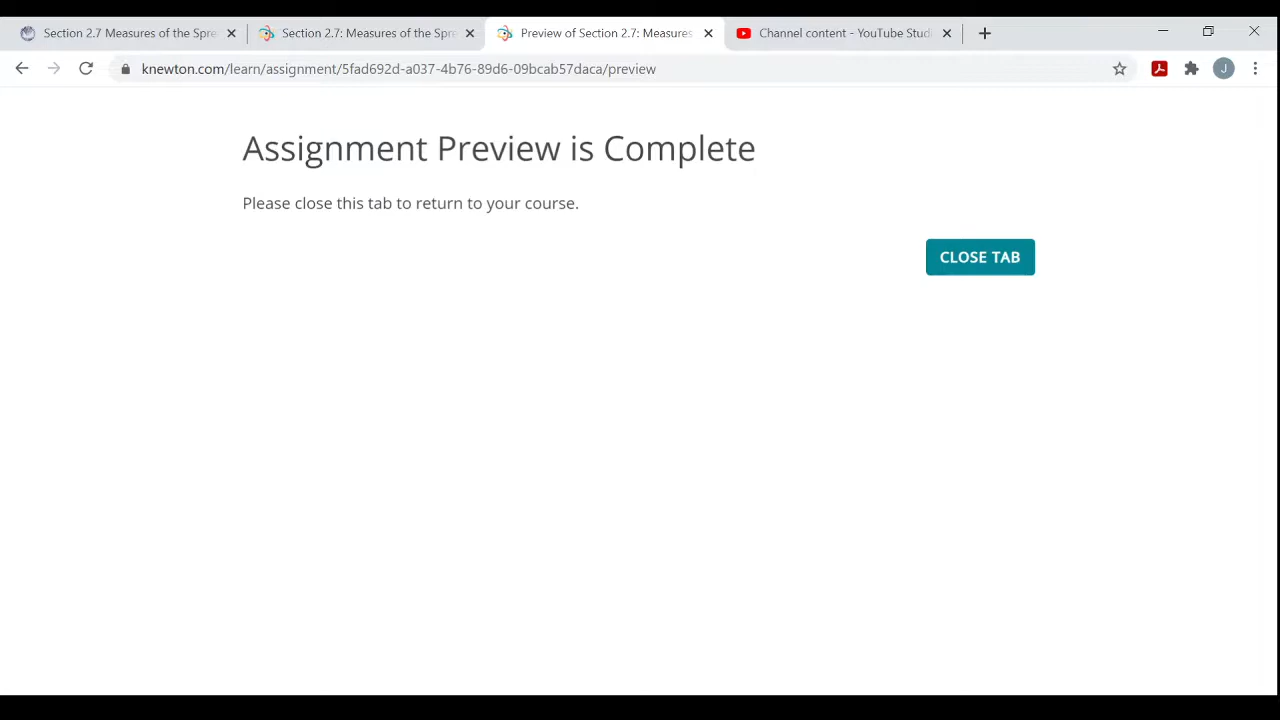 Section 2.7 Measures of the Spre
Section 2.7: Measures of the Spre
Preview of Section 2.7: Measures
Channel content - YouTube Studi
knewton.com/learn/assignment/5fad692d-a037-4b76-89d6-09bcab57daca/preview
J
Assignment Preview is Complete
Please close this tab to return to your course.
CLOSE TAB